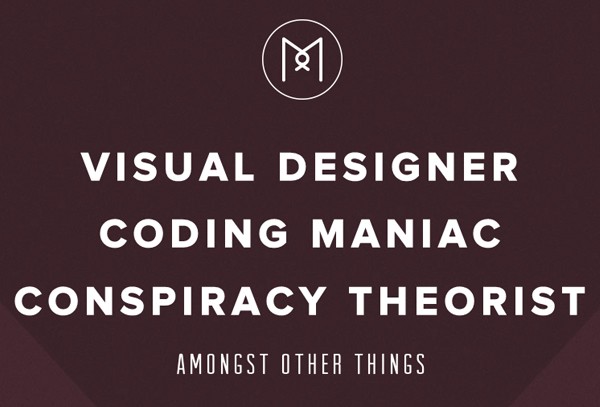 VISUAL DESIGNER
CODING MANIAC
CONSPIRACY THEORIST
AMONGST OTHER THINGS